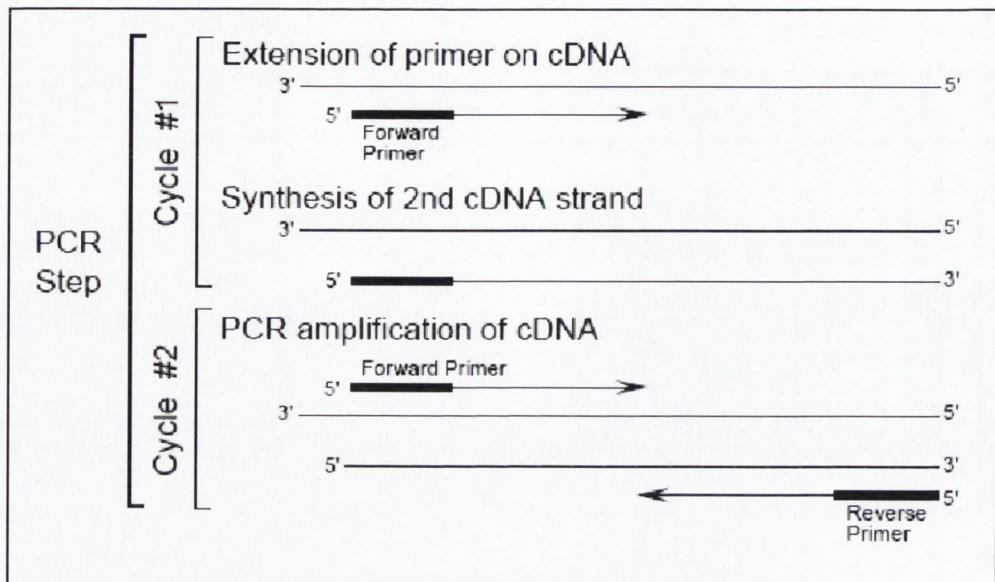 Extension of primer on cDNA
3' 5'
5'
Forward
Primer
Synthesis of 2nd cDNA strand
3' 5'
5' 3'
Cycle #1
PCR
Step
PCR amplification of cDNA
Forward Primer
5'
3' 5'
5' 3'
5'
Reverse
Primer
Cycle #2